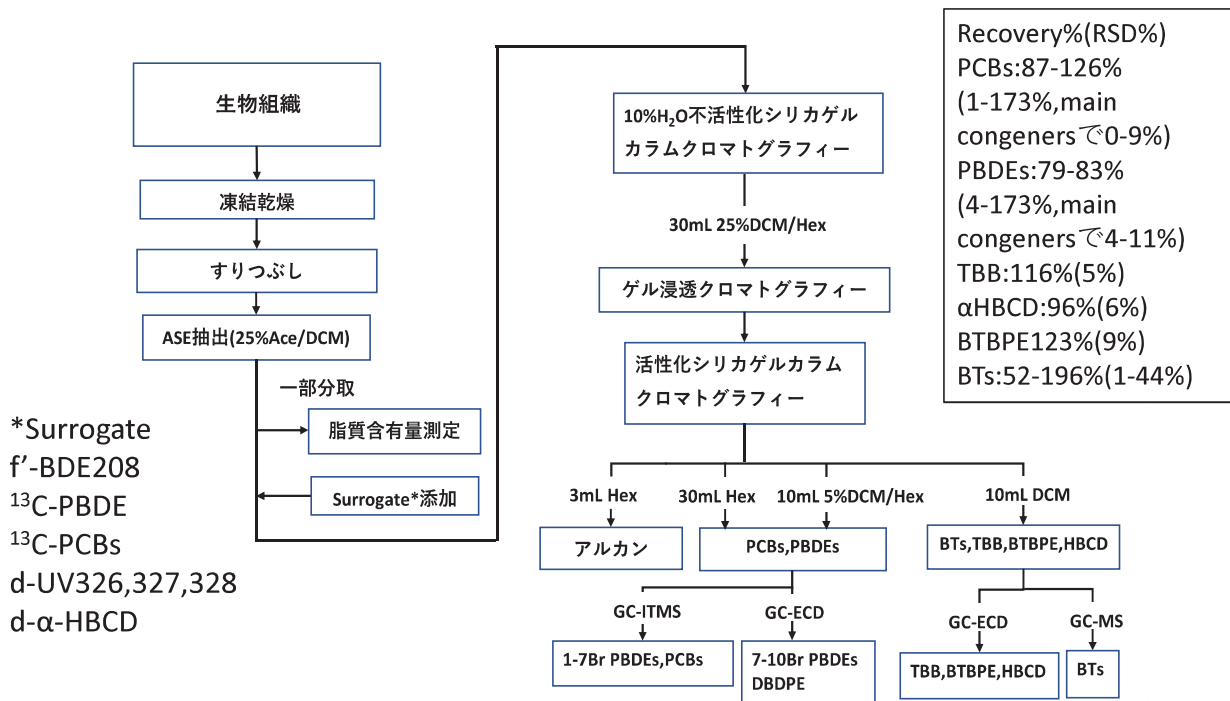 生物組織
凍結乾燥
すりつぶし
ASE抽出(25%Ace/DCM)
一部分取
脂質含有量測定
Surrogate*添加
*Surrogate
f’-BDE208
¹³C-PBDE
¹³C-PCBs
d-UV326,327,328
d-α-HBCD
10%H₂O不活性化シリカゲル
カラムクロマトグラフィー
30mL 25%DCM/Hex
ゲル浸透クロマトグラフィー
活性化シリカゲルカラム
クロマトグラフィー
3mL Hex
30mL Hex
10mL 5%DCM/Hex
10mL DCM
アルカン
PCBs,PBDEs
BTs,TBB,BTBPE,HBCD
GC-ITMS
GC-ECD
GC-ECD
GC-MS
1-7Br PBDEs,PCBs
7-10Br PBDEs
DBDPE
TBB,BTBPE,HBCD
BTs
Recovery%(RSD%)
PCBs:87-126%
(1-173%,main
congenersで0-9%)
PBDEs:79-83%
(4-173%,main
congenersで4-11%)
TBB:116%(5%)
αHBCD:96%(6%)
BTBPE123%(9%)
BTs:52-196%(1-44%)